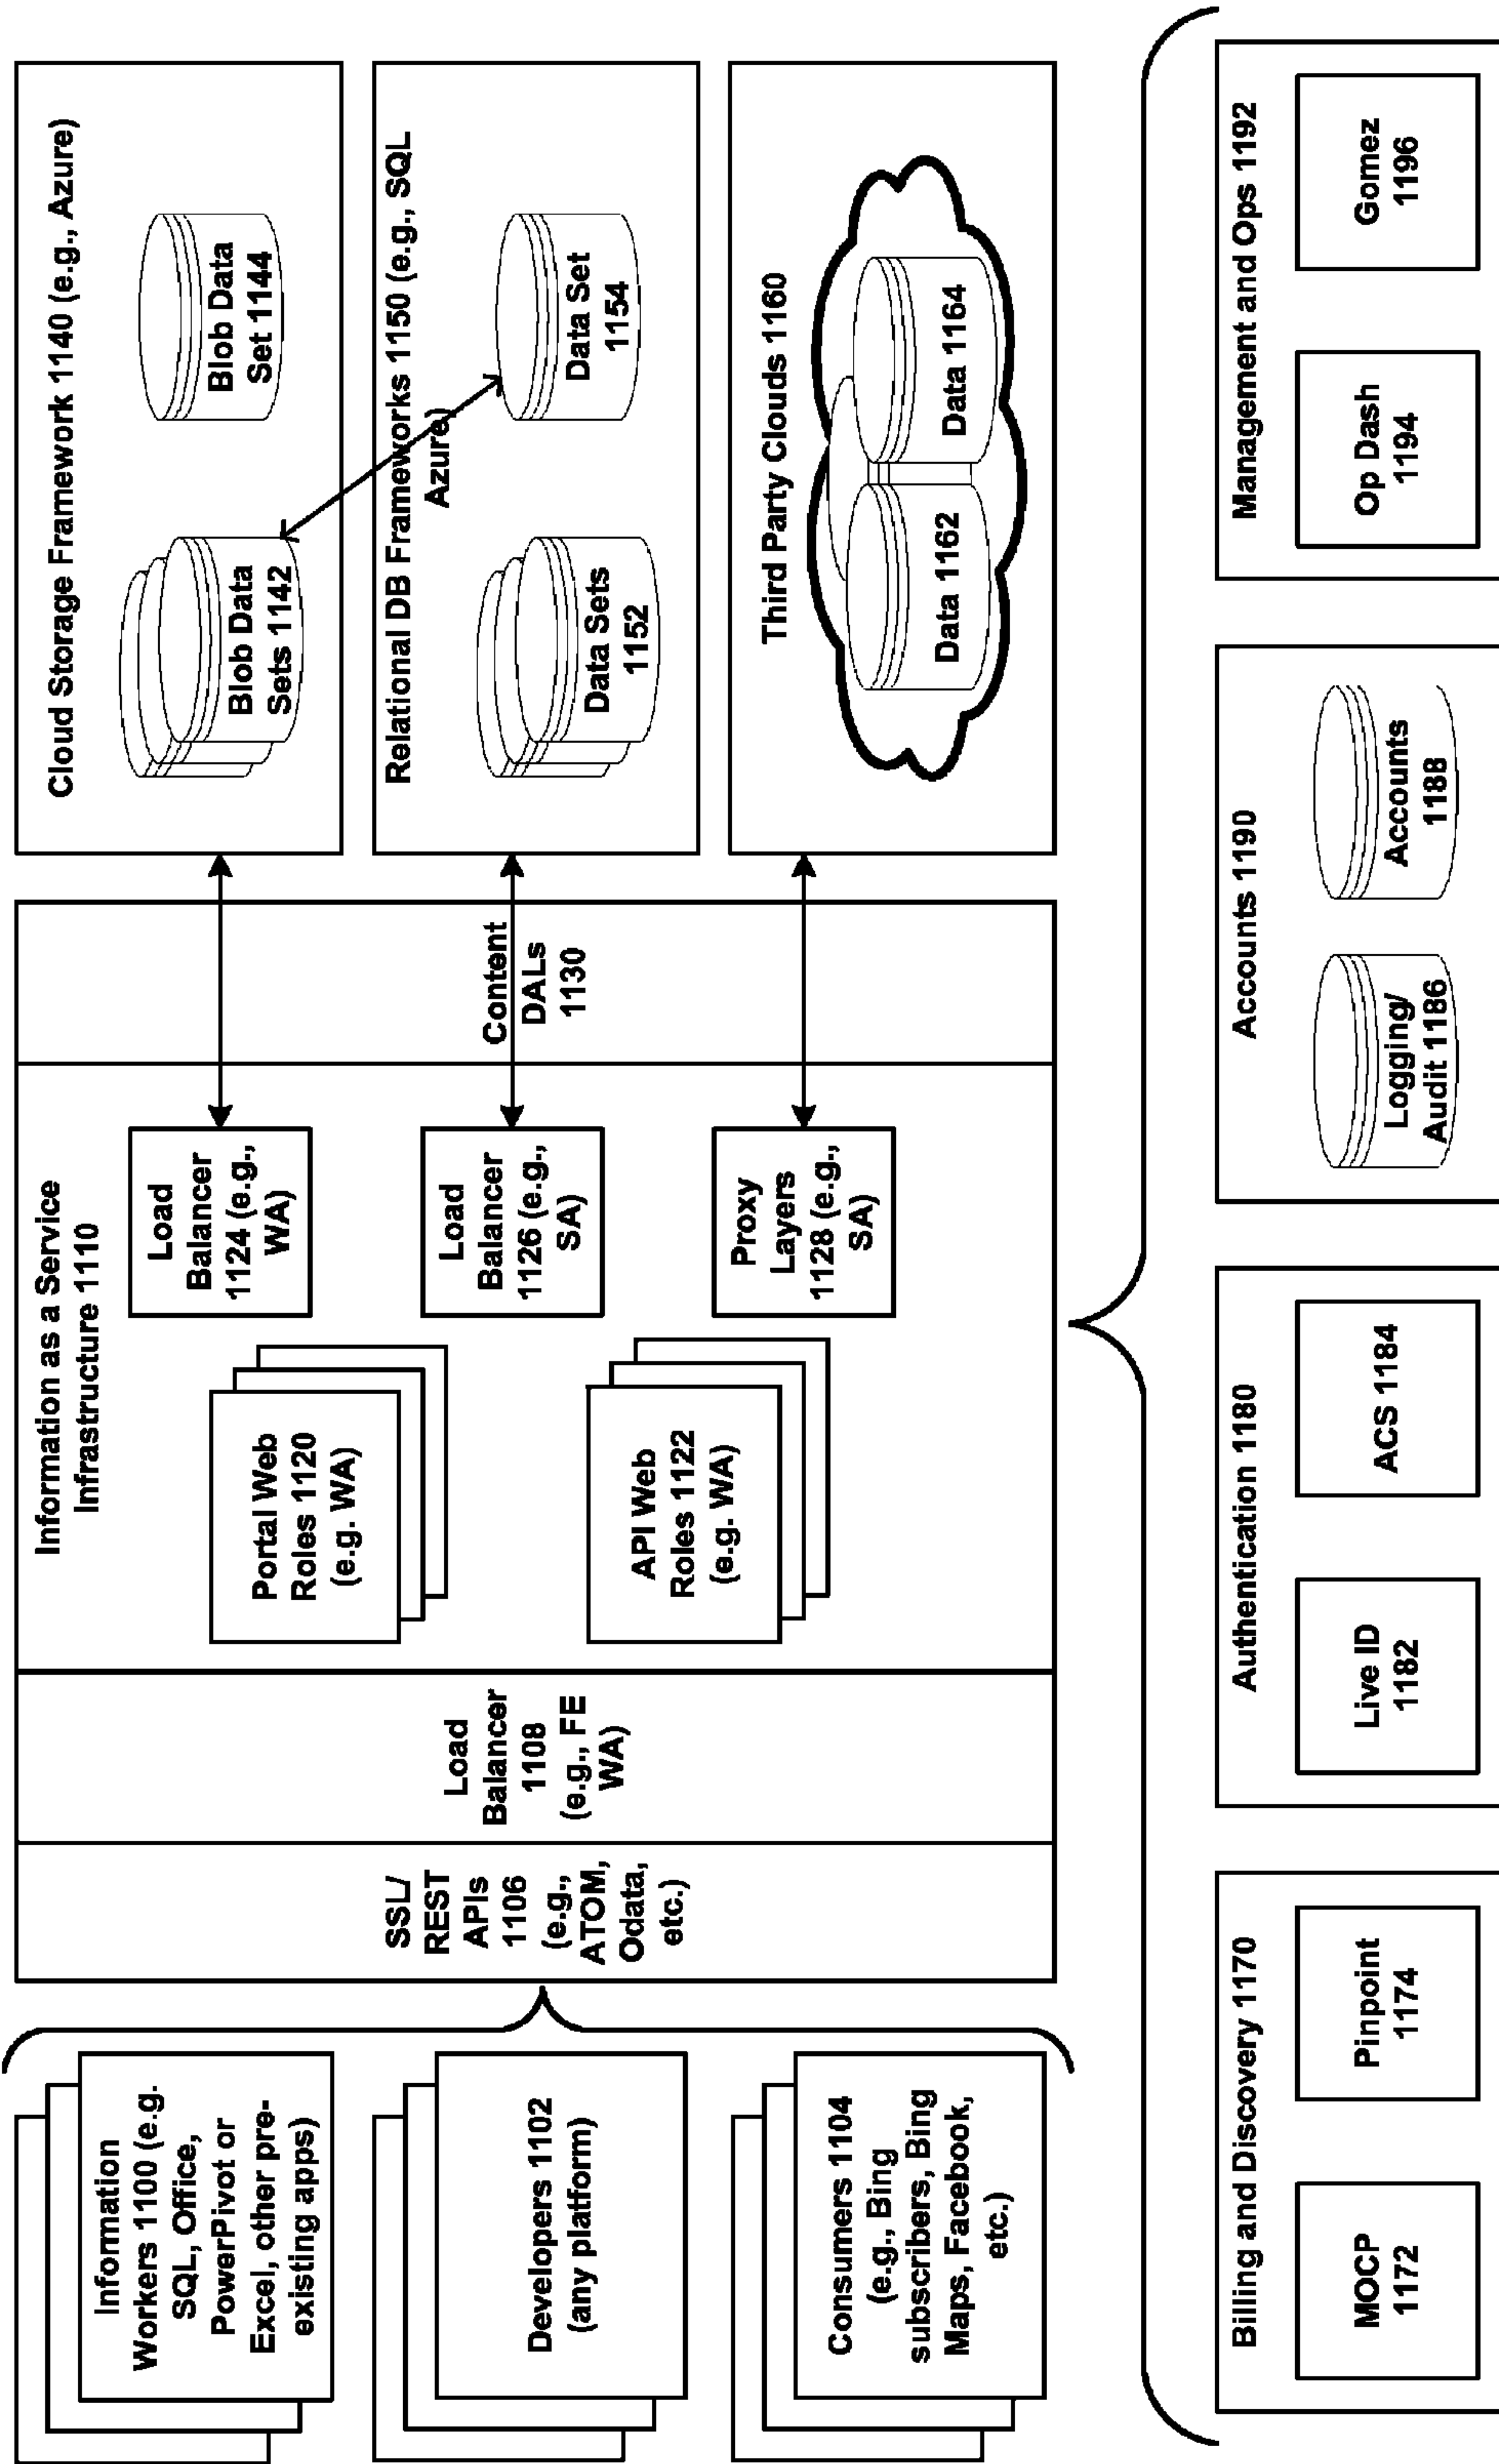 Information
Workers 1100 (e.g.
SQL, Office,
PowerPivot or
Excel, other pre-
existing apps)
Developers 1102
(any platform)
Consumers 1104
(e.g., Bing
subscribers, Bing
Maps, Facebook,
etc.)
SSL/
REST
APIs
1106
(e.g.,
ATOM,
Odata,
etc.)
Load
Balancer
1108
(e.g., FE
WA)
Information as a Service
Infrastructure 1110
Portal Web
Roles 1120
(e.g. WA)
API Web
Roles 1122
(e.g. WA)
Load
Balancer
1124 (e.g.,
WA)
Load
Balancer
1126 (e.g.,
SA)
Proxy
Layers
1128 (e.g.,
SA)
Content
DALs
1130
Cloud Storage Framework 1140 (e.g., Azure)
Blob Data
Sets 1142
Blob Data
Set 1144
Relational DB Frameworks 1150 (e.g., SQL
Azure)
Data Sets
1152
Data Set
1154
Third Party Clouds 1160
Data 1162
Data 1164
Billing and Discovery 1170
MOCP
1172
Pinpoint
1174
Authentication 1180
Live ID
1182
ACS 1184
Accounts 1190
Logging/
Audit 1186
Accounts
1188
Management and Ops 1192
Op Dash
1194
Gomez
1196